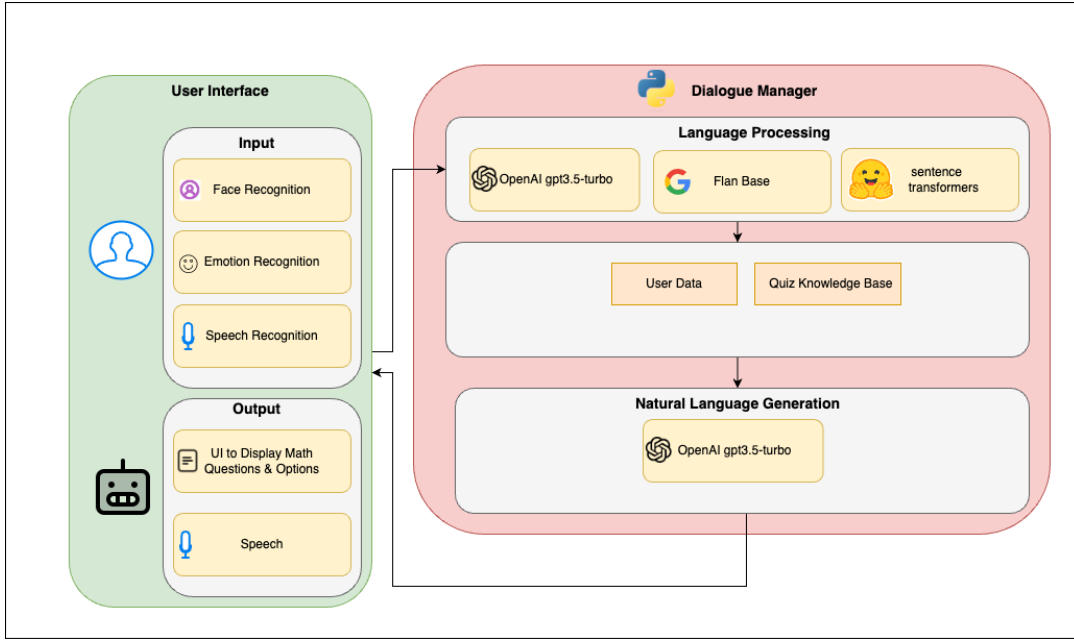 User Interface
Input
Face Recognition
Emotion Recognition
Speech Recognition
Output
UI to Display Math
Questions & Options
Speech
Dialogue Manager
Language Processing
OpenAI gpt3.5-turbo
Flan Base
sentence
transformers
User Data
Quiz Knowledge Base
Natural Language Generation
OpenAI gpt3.5-turbo